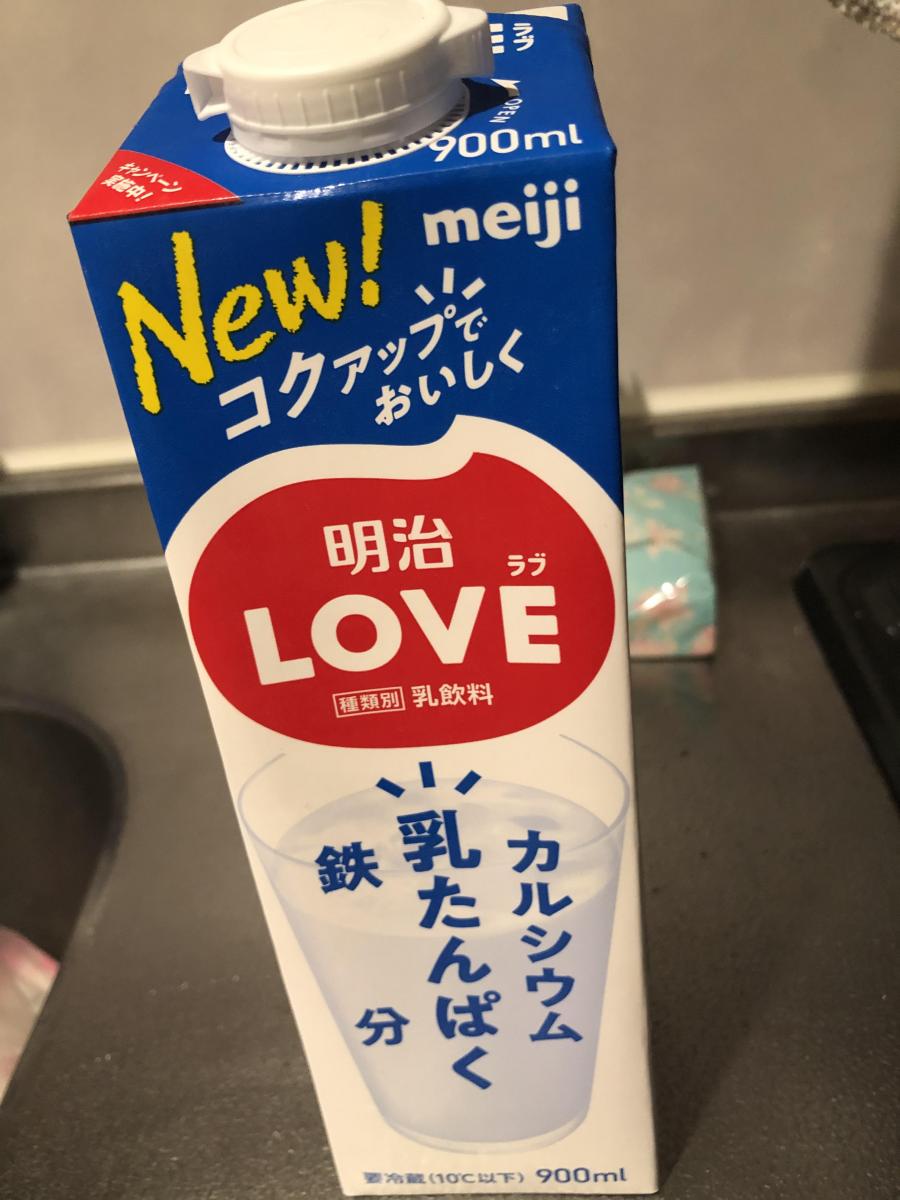 ラブ
OPEN
900ml
キャンペーン
実施中!
meiji
New!
コクアップで
おいしく
明治
ラブ
LOVE
種類別 乳飲料
カルシウム
乳たんぱく
鉄分
要冷蔵(10℃以下) 900ml